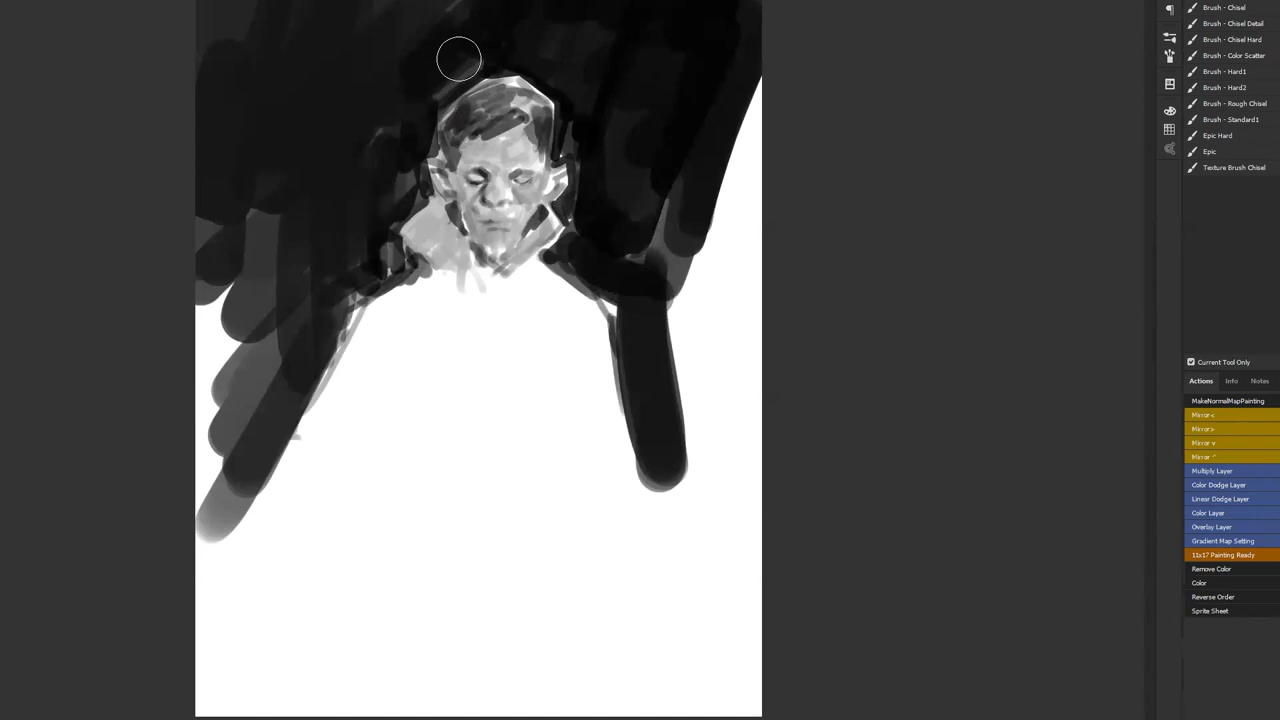 Brush - Chisel
Brush - Chisel Detail
Brush - Chisel Hard
Brush - Color Scatter
Brush - Hard1
Brush - Hard2
Brush - Rough Chisel
Brush - Standard1
Epic Hard
Epic
Texture Brush Chisel
Current Tool Only
Actions Info Notes
MakeNormalMapPainting
Mirror <
Mirror >
Mirror v
Mirror ^
Multiply Layer
Color Dodge Layer
Linear Dodge Layer
Color Layer
Overlay Layer
Gradient Map Setting
11x17 Painting Ready
Remove Color
Color
Reverse Order
Sprite Sheet